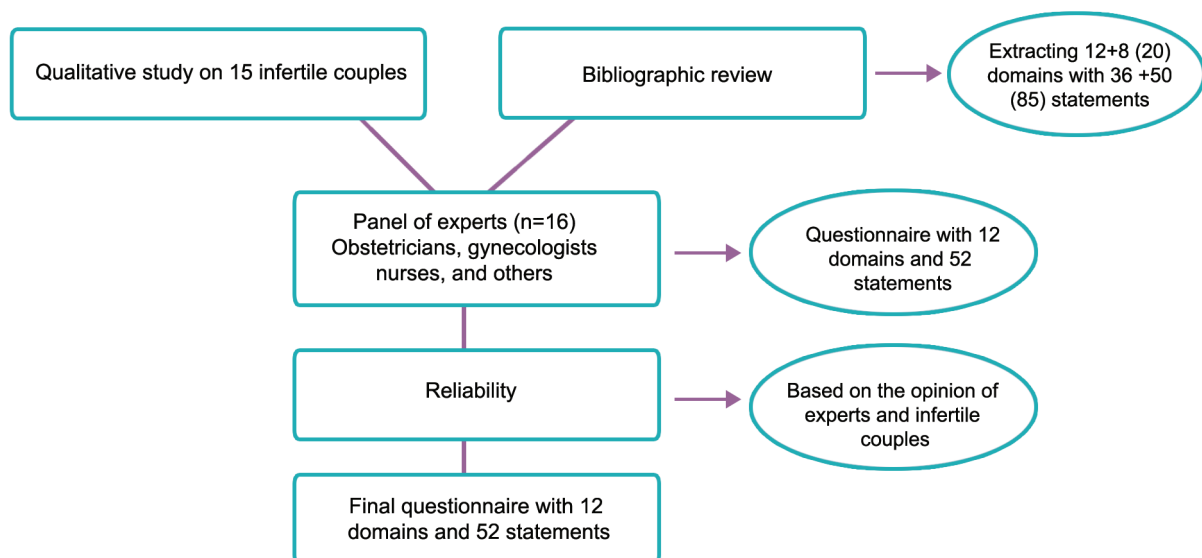 Qualitative study on 15 infertile couples
Bibliographic review
Extracting 12+8 (20)
domains with 36 +50
(85) statements
Panel of experts (n=16)
Obstetricians, gynecologists
nurses, and others
Questionnaire with 12
domains and 52
statements
Reliability
Based on the opinion of
experts and infertile
couples
Final questionnaire with 12
domains and 52 statements